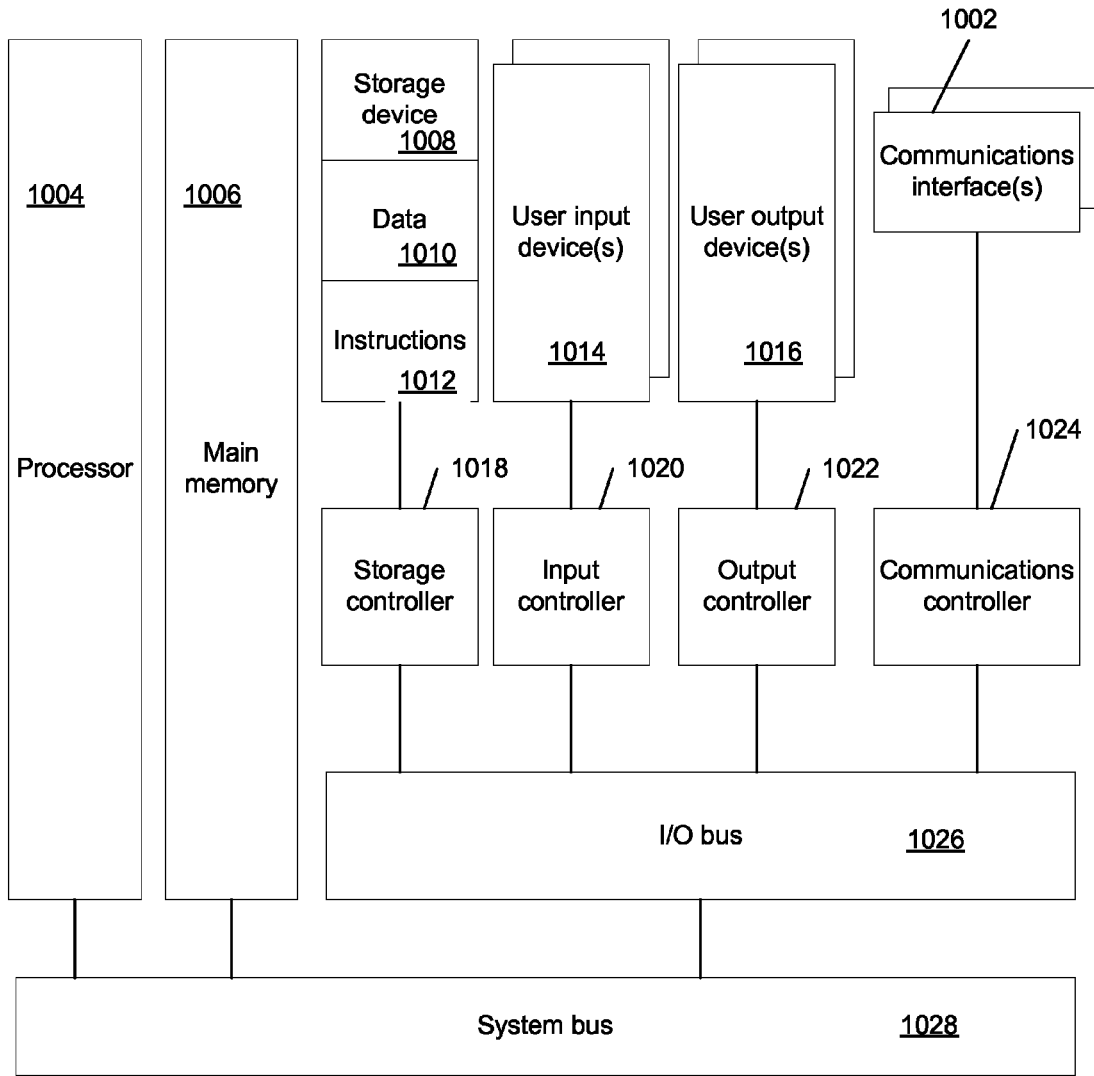 1002
1004
Processor
1006
Main
memory
Storage
device
1008
Data
1010
Instructions
1012
User input
device(s)
1014
User output
device(s)
1016
Communications
interface(s)
1018
1020
1022
1024
Storage
controller
Input
controller
Output
controller
Communications
controller
I/O bus
1026
System bus
1028